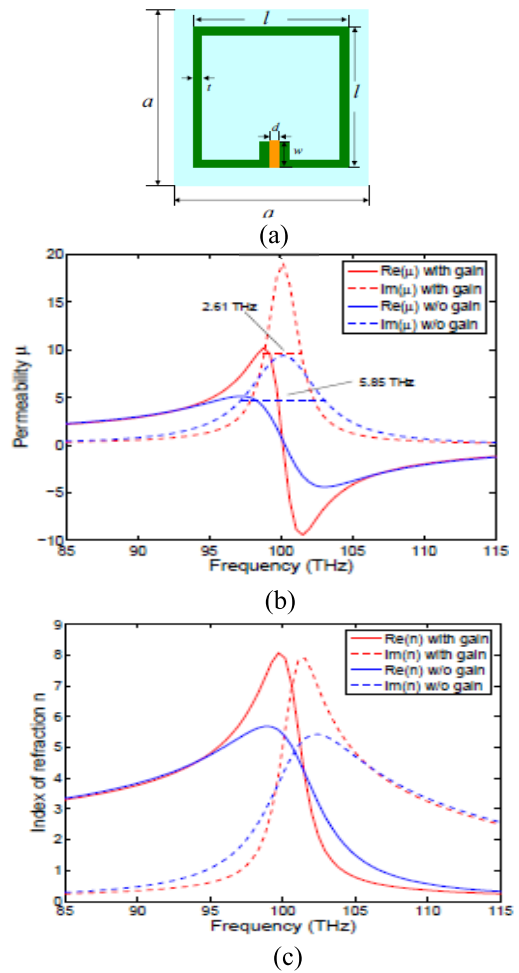 l
a
t
l
d
w
a
(a)
20
15
10
5
0
−5
−10
Permeability μ
Re(μ) with gain
Im(μ) with gain
Re(μ) w/o gain
Im(μ) w/o gain
2.61 THz
5.85 THz
85 90 95 100 105 110 115
Frequency (THz)
(b)
9
8
7
6
5
4
3
2
1
0
Index of refraction n
Re(n) with gain
Im(n) with gain
Re(n) w/o gain
Im(n) w/o gain
85 90 95 100 105 110 115
Frequency (THz)
(c)